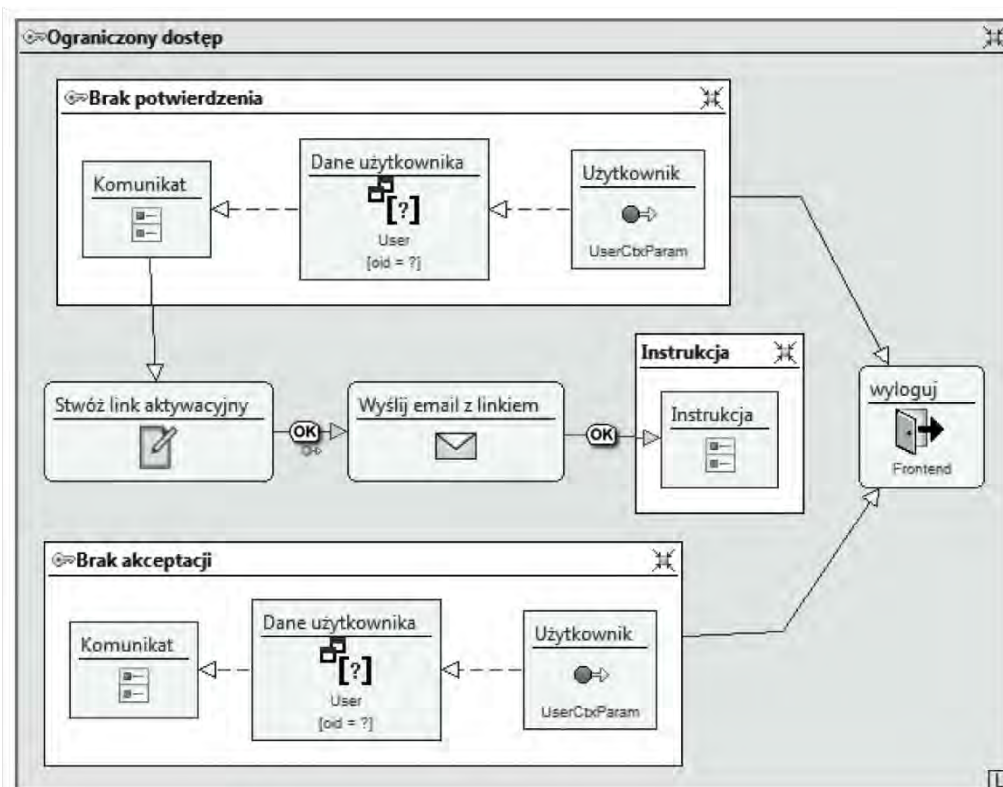 Ograniczony dostęp
Brak potwierdzenia
Komunikat
Dane użytkownika
[?]
User
[oid = ?]
Użytkownik
UserCtxParam
Stwóż link aktywacyjny
OK
Wyślij email z linkiem
OK
Instrukcja
Instrukcja
wyloguj
Frontend
Brak akceptacji
Komunikat
Dane użytkownika
[?]
User
[oid = ?]
Użytkownik
UserCtxParam
L